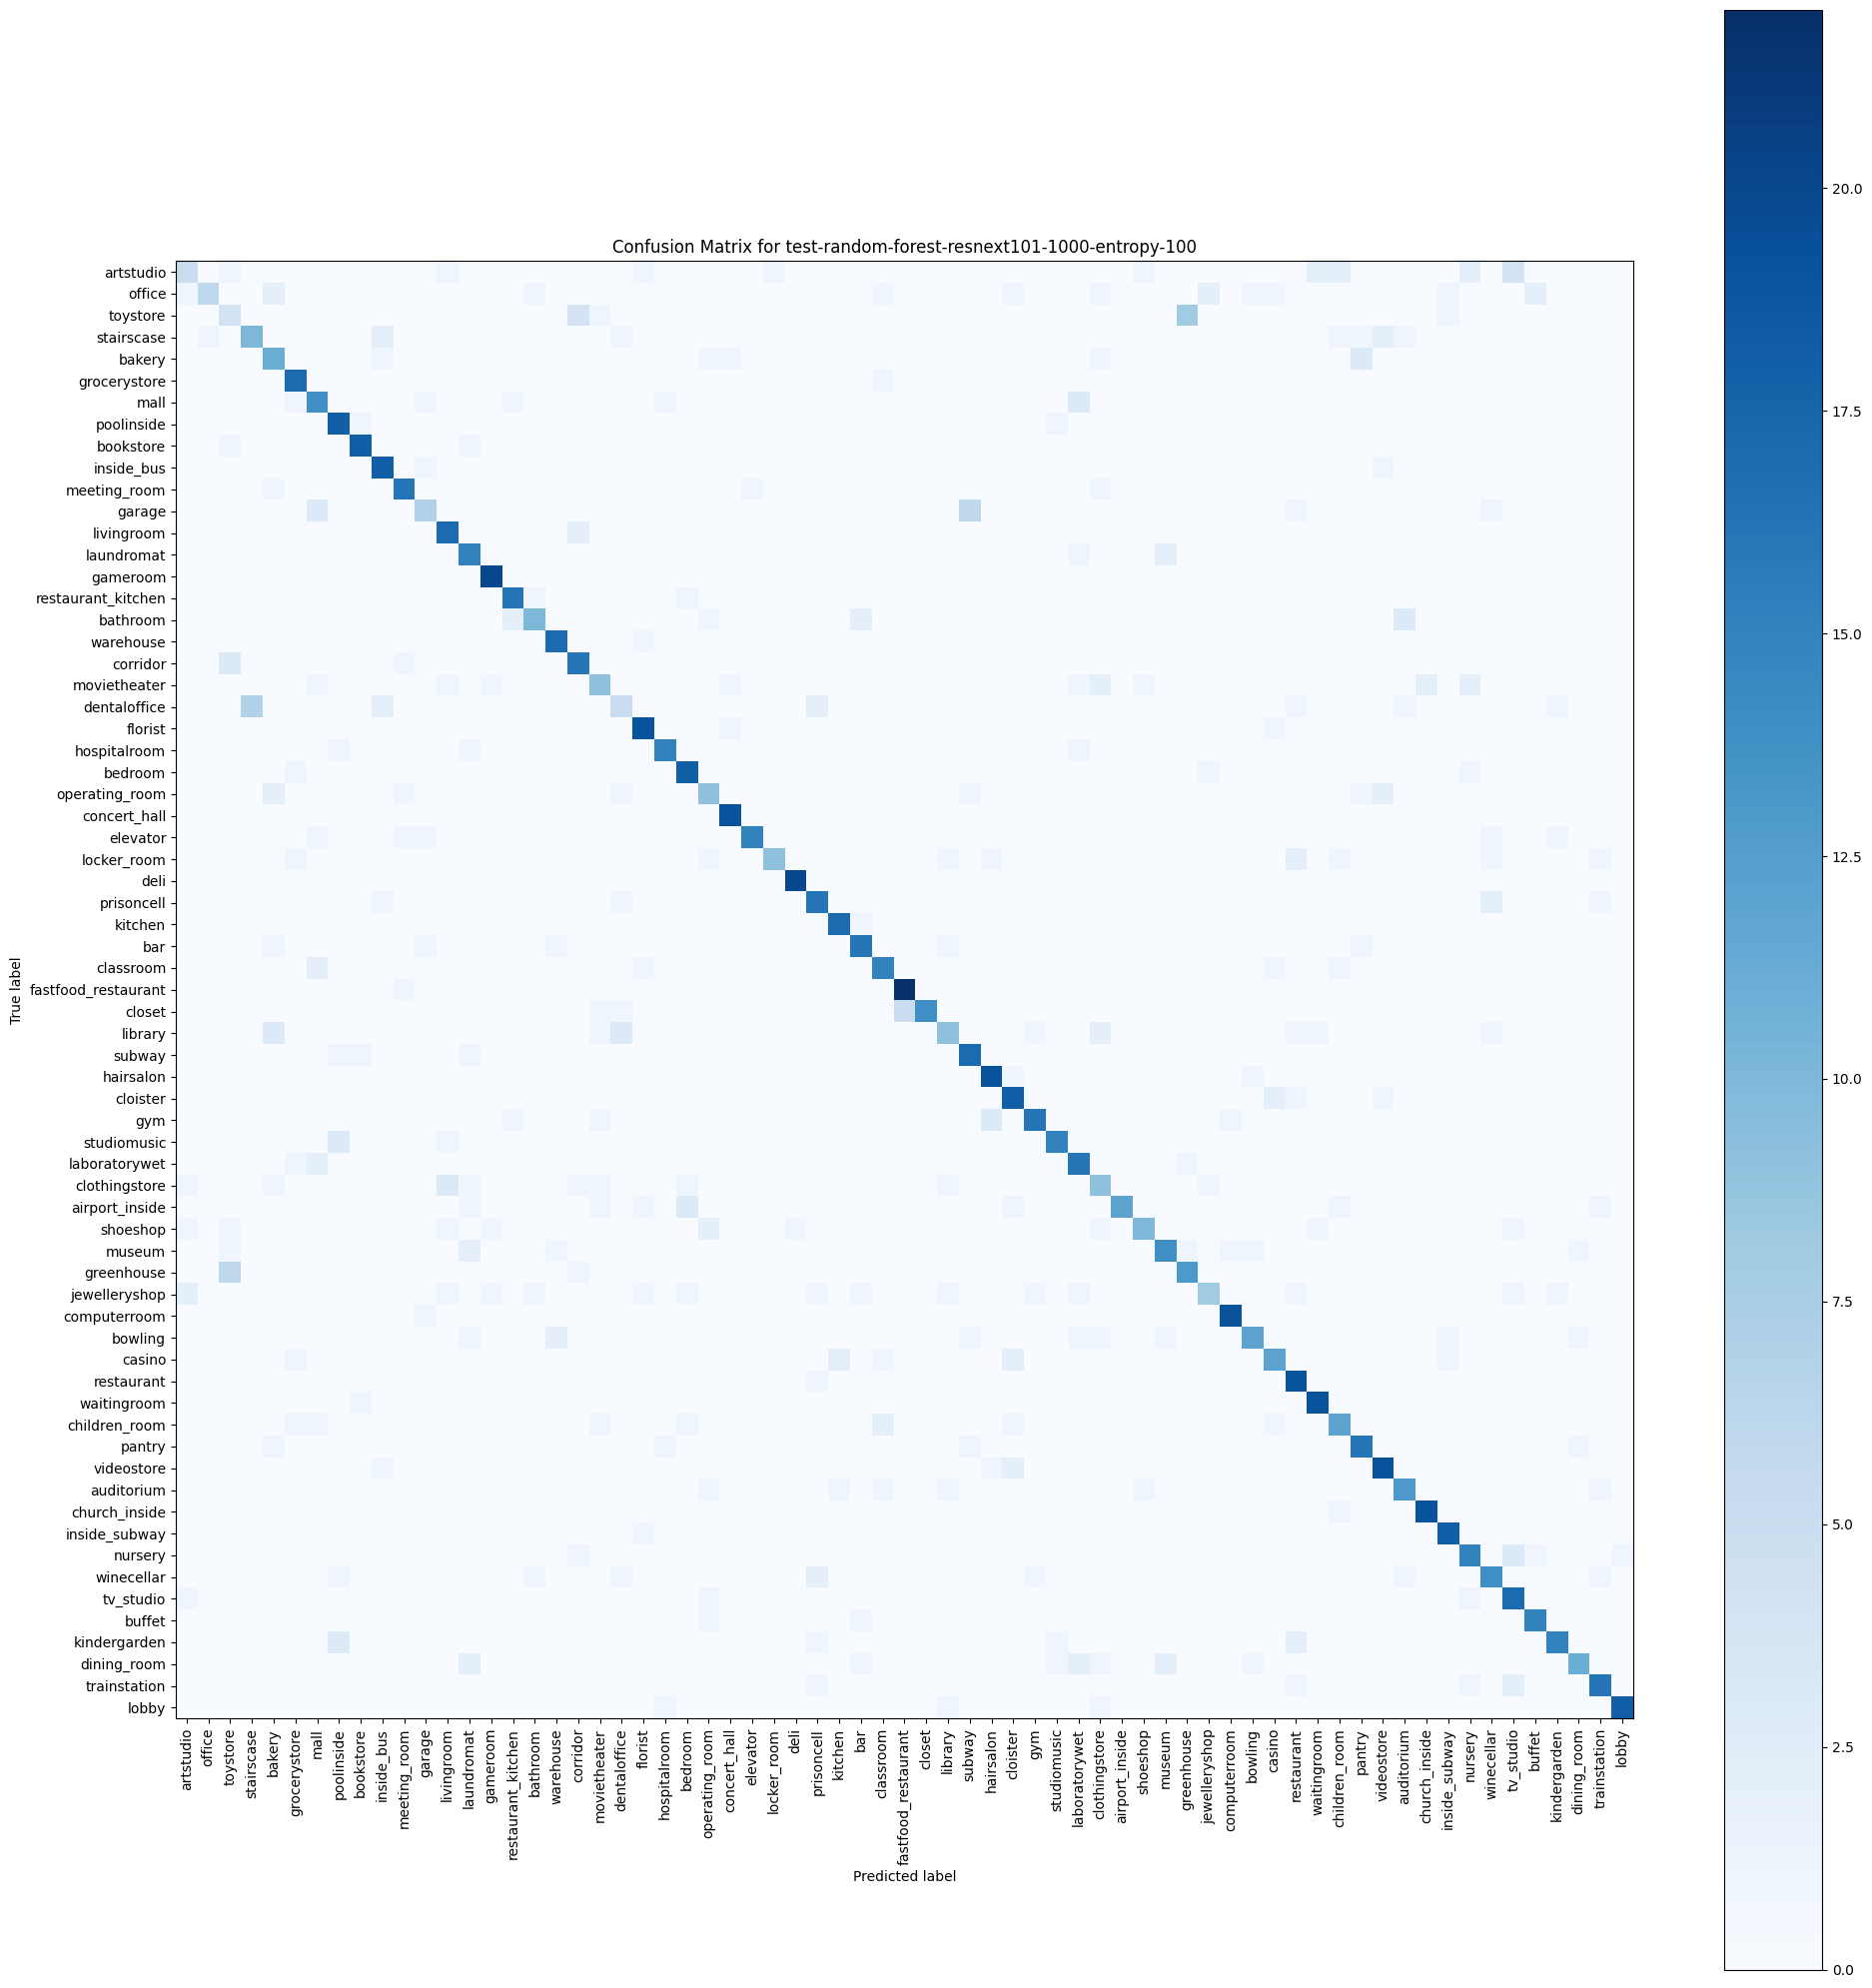 Confusion Matrix for test-random-forest-resnext101-1000-entropy-100
artstudio
office
toystore
stairscase
bakery
grocerystore
mall
poolinside
bookstore
inside_bus
meeting_room
garage
livingroom
laundromat
gameroom
restaurant_kitchen
bathroom
warehouse
corridor
movietheater
dentaloffice
florist
hospitalroom
bedroom
operating_room
concert_hall
elevator
locker_room
deli
prisoncell
kitchen
bar
classroom
fastfood_restaurant
closet
library
subway
hairsalon
cloister
gym
studiomusic
laboratorywet
clothingstore
airport_inside
shoeshop
museum
greenhouse
jewelleryshop
computerroom
bowling
casino
restaurant
waitingroom
children_room
pantry
videostore
auditorium
church_inside
inside_subway
nursery
winecellar
tv_studio
buffet
kindergarden
dining_room
trainstation
lobby
True label
artstudio
office
toystore
stairscase
bakery
grocerystore
mall
poolinside
bookstore
inside_bus
meeting_room
garage
livingroom
laundromat
gameroom
restaurant_kitchen
bathroom
warehouse
corridor
movietheater
dentaloffice
florist
hospitalroom
bedroom
operating_room
concert_hall
elevator
locker_room
deli
prisoncell
kitchen
bar
classroom
fastfood_restaurant
closet
library
subway
hairsalon
cloister
gym
studiomusic
laboratorywet
clothingstore
airport_inside
shoeshop
museum
greenhouse
jewelleryshop
computerroom
bowling
casino
restaurant
waitingroom
children_room
pantry
videostore
auditorium
church_inside
inside_subway
nursery
winecellar
tv_studio
buffet
kindergarden
dining_room
trainstation
lobby
Predicted label
20.0
17.5
15.0
12.5
10.0
7.5
5.0
2.5
0.0